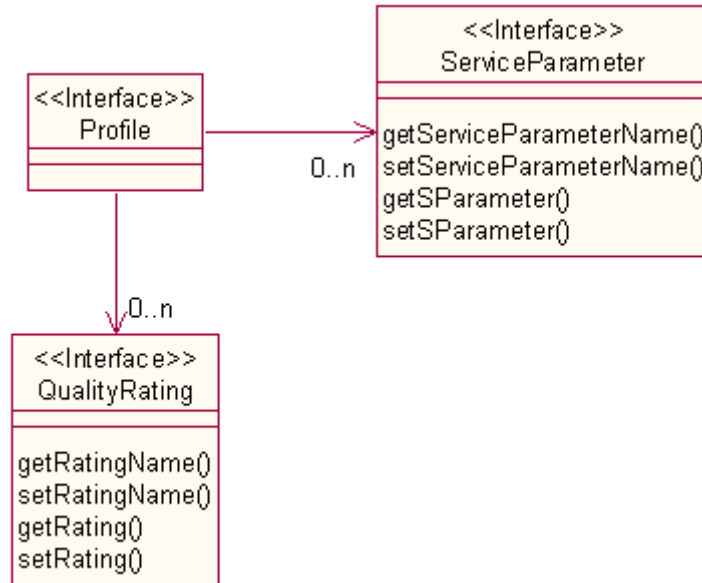 <<Interface>>
ServiceParameter
getServiceParameterName()
setServiceParameterName()
getSParameter()
setSParameter()
<<Interface>>
Profile
0..n
0..n
<<Interface>>
QualityRating
getRatingName()
setRatingName()
getRating()
setRating()